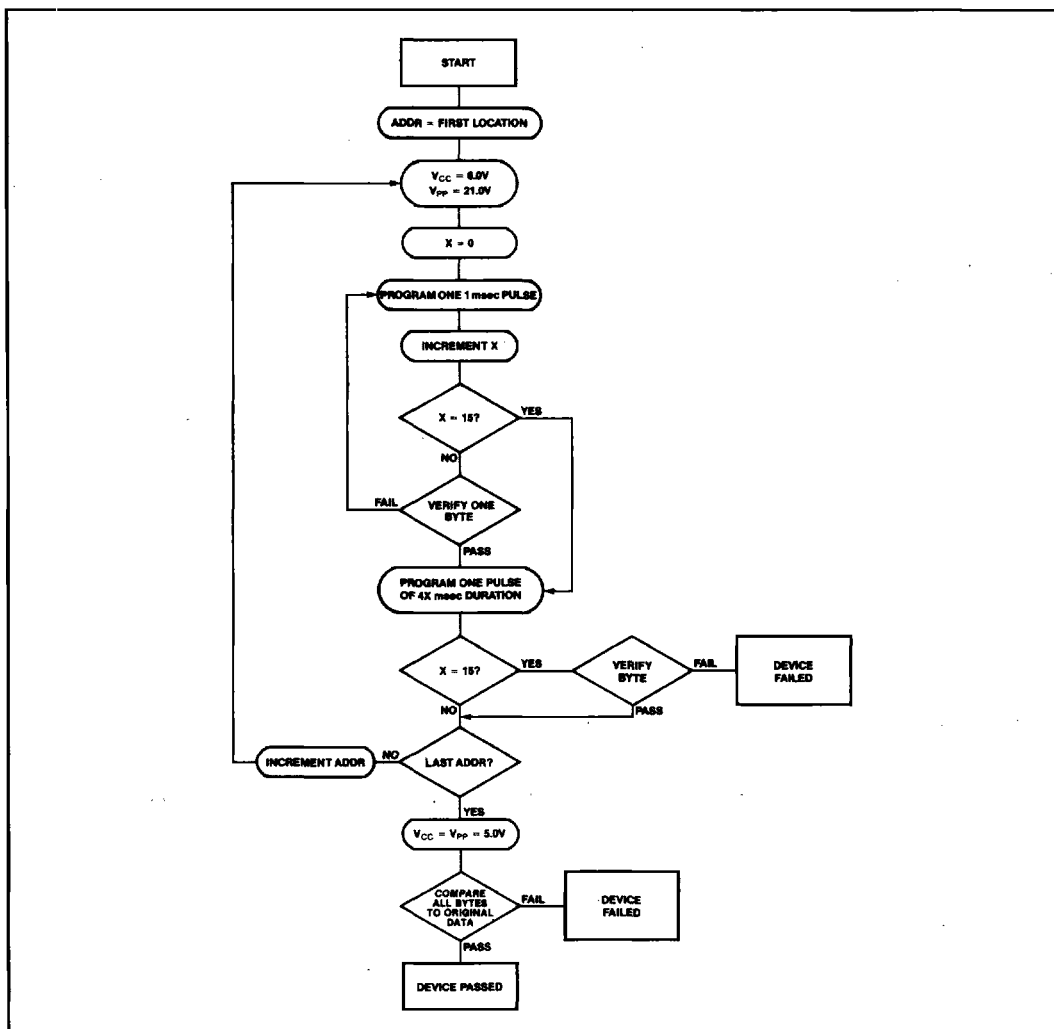 START
ADDR = FIRST LOCATION
VCC = 6.0V
VPP = 21.0V
X = 0
PROGRAM ONE 1 msec PULSE
INCREMENT X
X = 15?
YES
NO
FAIL
VERIFY ONE
BYTE
PASS
PROGRAM ONE PULSE
OF 4X msec DURATION
X = 15?
YES
VERIFY
BYTE
FAIL
DEVICE
FAILED
NO
PASS
INCREMENT ADDR
NO
LAST ADDR?
YES
VCC = VPP = 5.0V
COMPARE
ALL BYTES
TO ORIGINAL
DATA
FAIL
DEVICE
FAILED
PASS
DEVICE PASSED